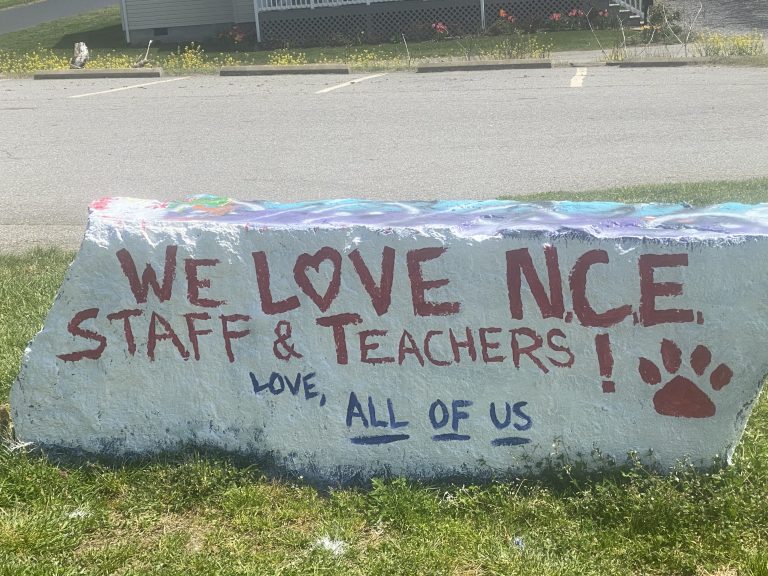 WE LOVE N.C.E.
STAFF & TEACHERS!
LOVE,
ALL OF US